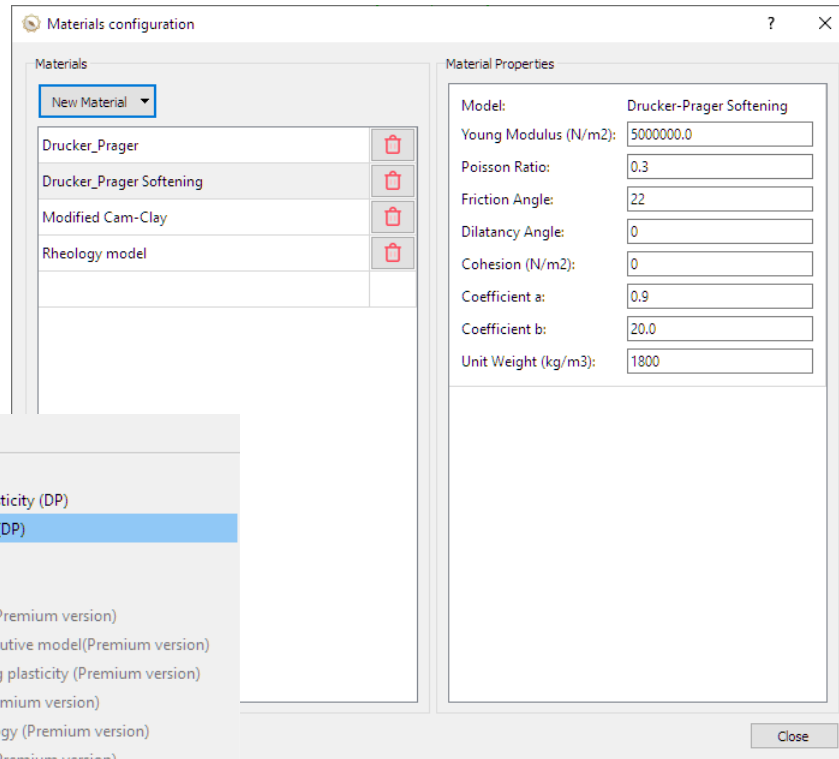 Materials configuration
?
Materials
New Material
Drucker_Prager
Drucker_Prager Softening
Modified Cam-Clay
Rheology model
Material Properties
Model: Drucker-Prager Softening
Young Modulus (N/m2): 5000000.0
Poisson Ratio: 0.3
Friction Angle: 22
Dilatancy Angle: 0
Cohesion (N/m2): 0
Coefficient a: 0.9
Coefficient b: 20.0
Unit Weight (kg/m3): 1800
ticity (DP)
(DP)
Premium version)
utive model(Premium version)
g plasticity (Premium version)
mium version)
gy (Premium version)
Premium version)
Close